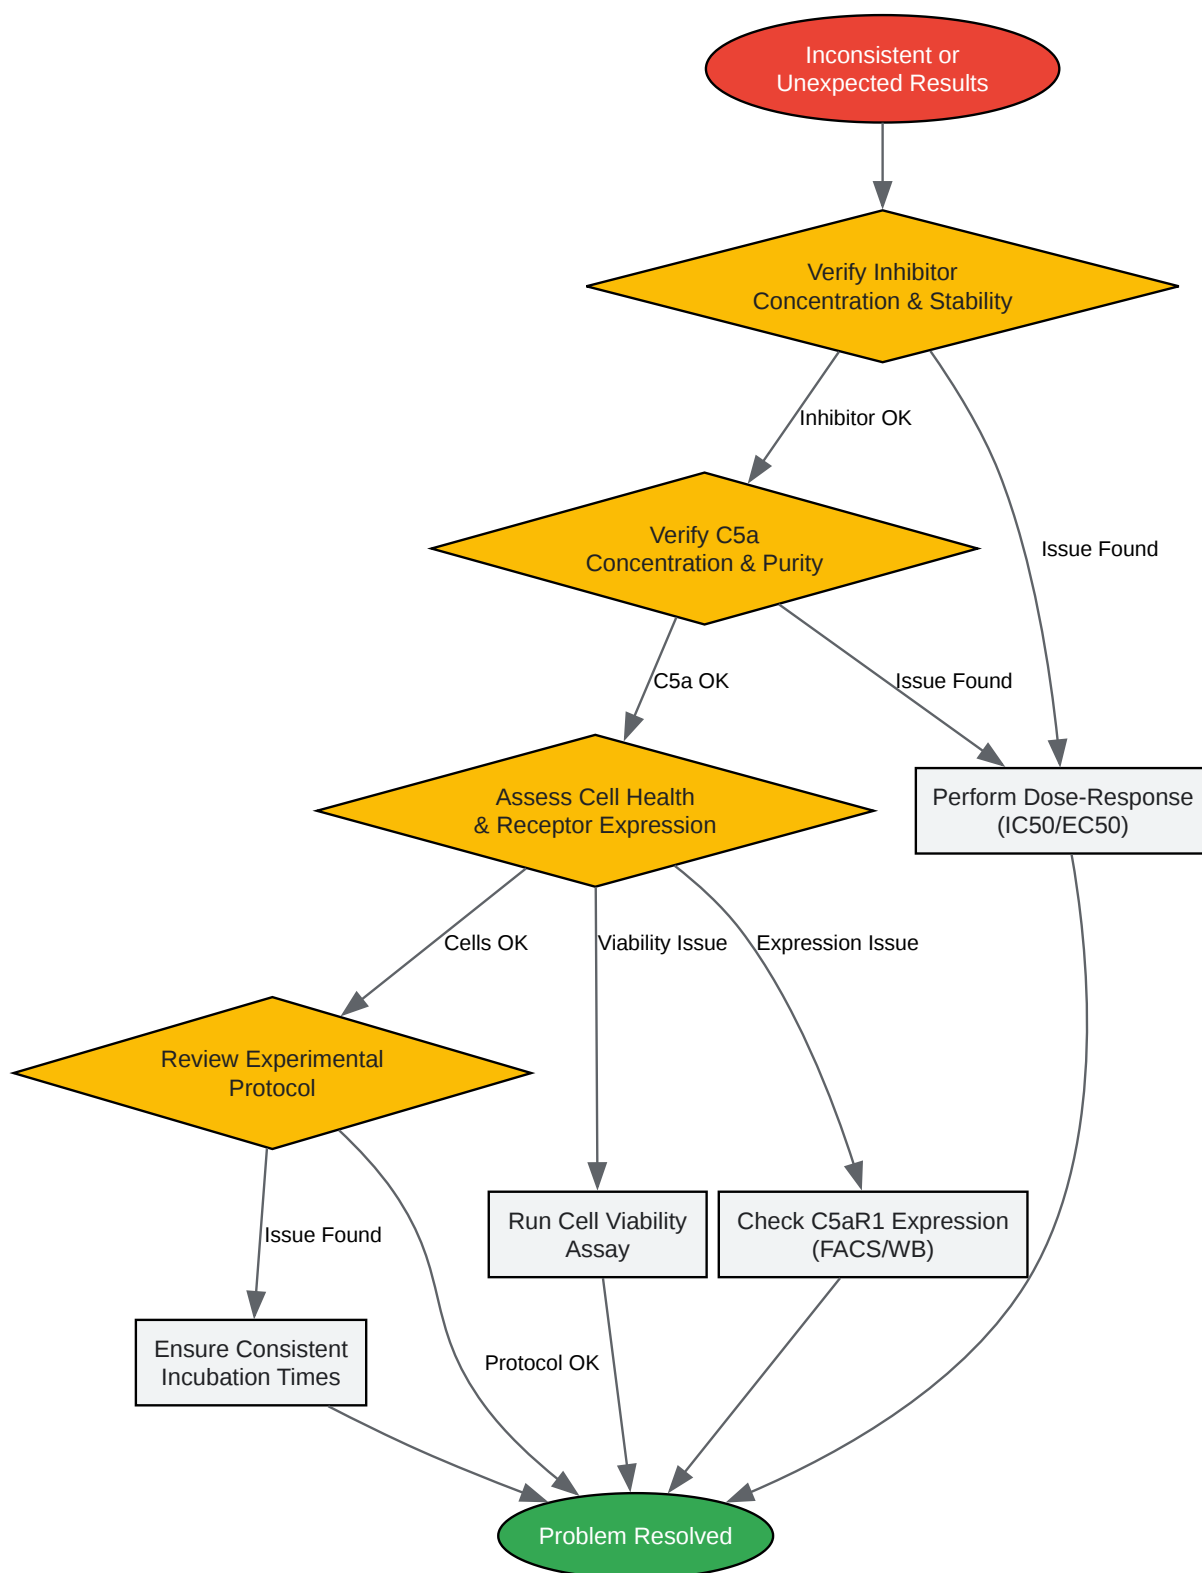 Inconsistent or
Unexpected Results
Verify Inhibitor
Concentration & Stability
Inhibitor OK
Verify C5a
Concentration & Purity
Issue Found
C5a OK
Issue Found
Assess Cell Health
& Receptor Expression
Perform Dose-Response
(IC50/EC50)
Cells OK
Viability Issue
Expression Issue
Review Experimental
Protocol
Issue Found
Run Cell Viability
Assay
Check C5aR1 Expression
(FACS/WB)
Ensure Consistent
Incubation Times
Protocol OK
Problem Resolved